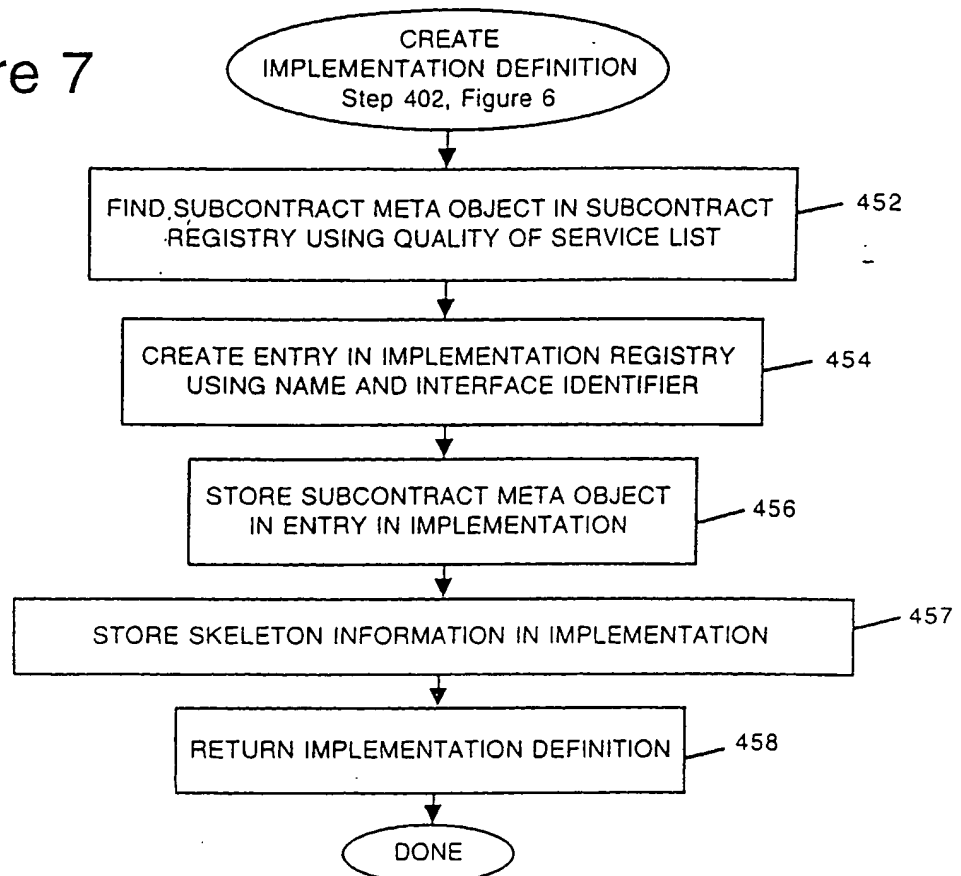 re 7
CREATE
IMPLEMENTATION DEFINITION
Step 402, Figure 6
FIND SUBCONTRACT META OBJECT IN SUBCONTRACT
REGISTRY USING QUALITY OF SERVICE LIST
452
CREATE ENTRY IN IMPLEMENTATION REGISTRY
USING NAME AND INTERFACE IDENTIFIER
454
STORE SUBCONTRACT META OBJECT
IN ENTRY IN IMPLEMENTATION
456
STORE SKELETON INFORMATION IN IMPLEMENTATION
457
RETURN IMPLEMENTATION DEFINITION
458
DONE